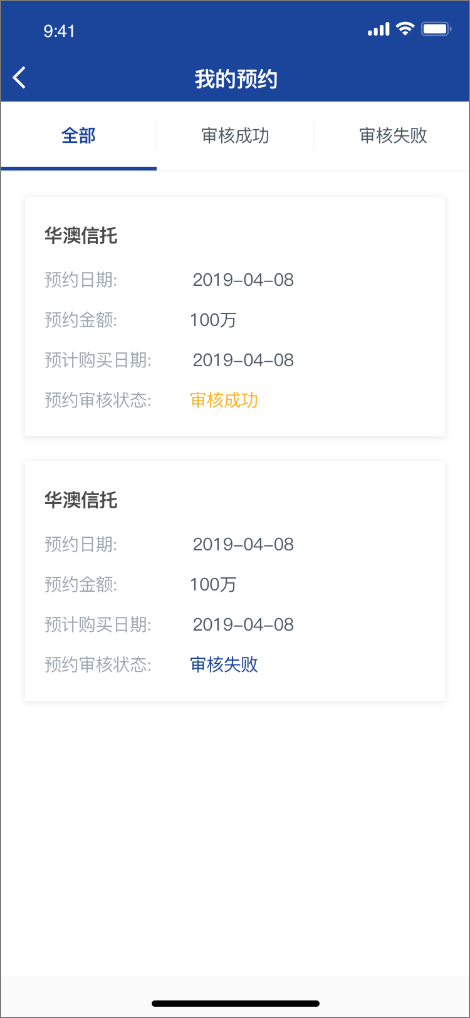 9:41
我的预约
全部 审核成功 审核失败
华澳信托
预约日期: 2019-04-08
预约金额: 100万
预计购买日期: 2019-04-08
预约审核状态: 审核成功
华澳信托
预约日期: 2019-04-08
预约金额: 100万
预计购买日期: 2019-04-08
预约审核状态: 审核失败